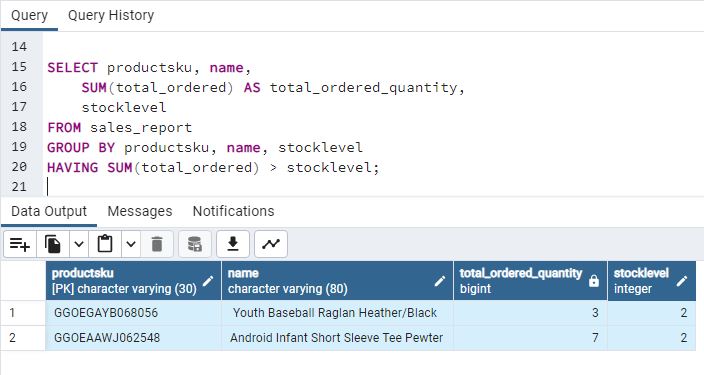 Query Query History
14
15 SELECT productsku, name,
16 SUM(total_ordered) AS total_ordered_quantity,
17 stocklevel
18 FROM sales_report
19 GROUP BY productsku, name, stocklevel
20 HAVING SUM(total_ordered) > stocklevel;
21
Data Output Messages Notifications
productsku name total_ordered_quantity stocklevel
[PK] character varying (30) character varying (80) bigint integer
1 GGOEGAYB068056 Youth Baseball Raglan Heather/Black 3 2
2 GGOEAAWJ062548 Android Infant Short Sleeve Tee Pewter 7 2